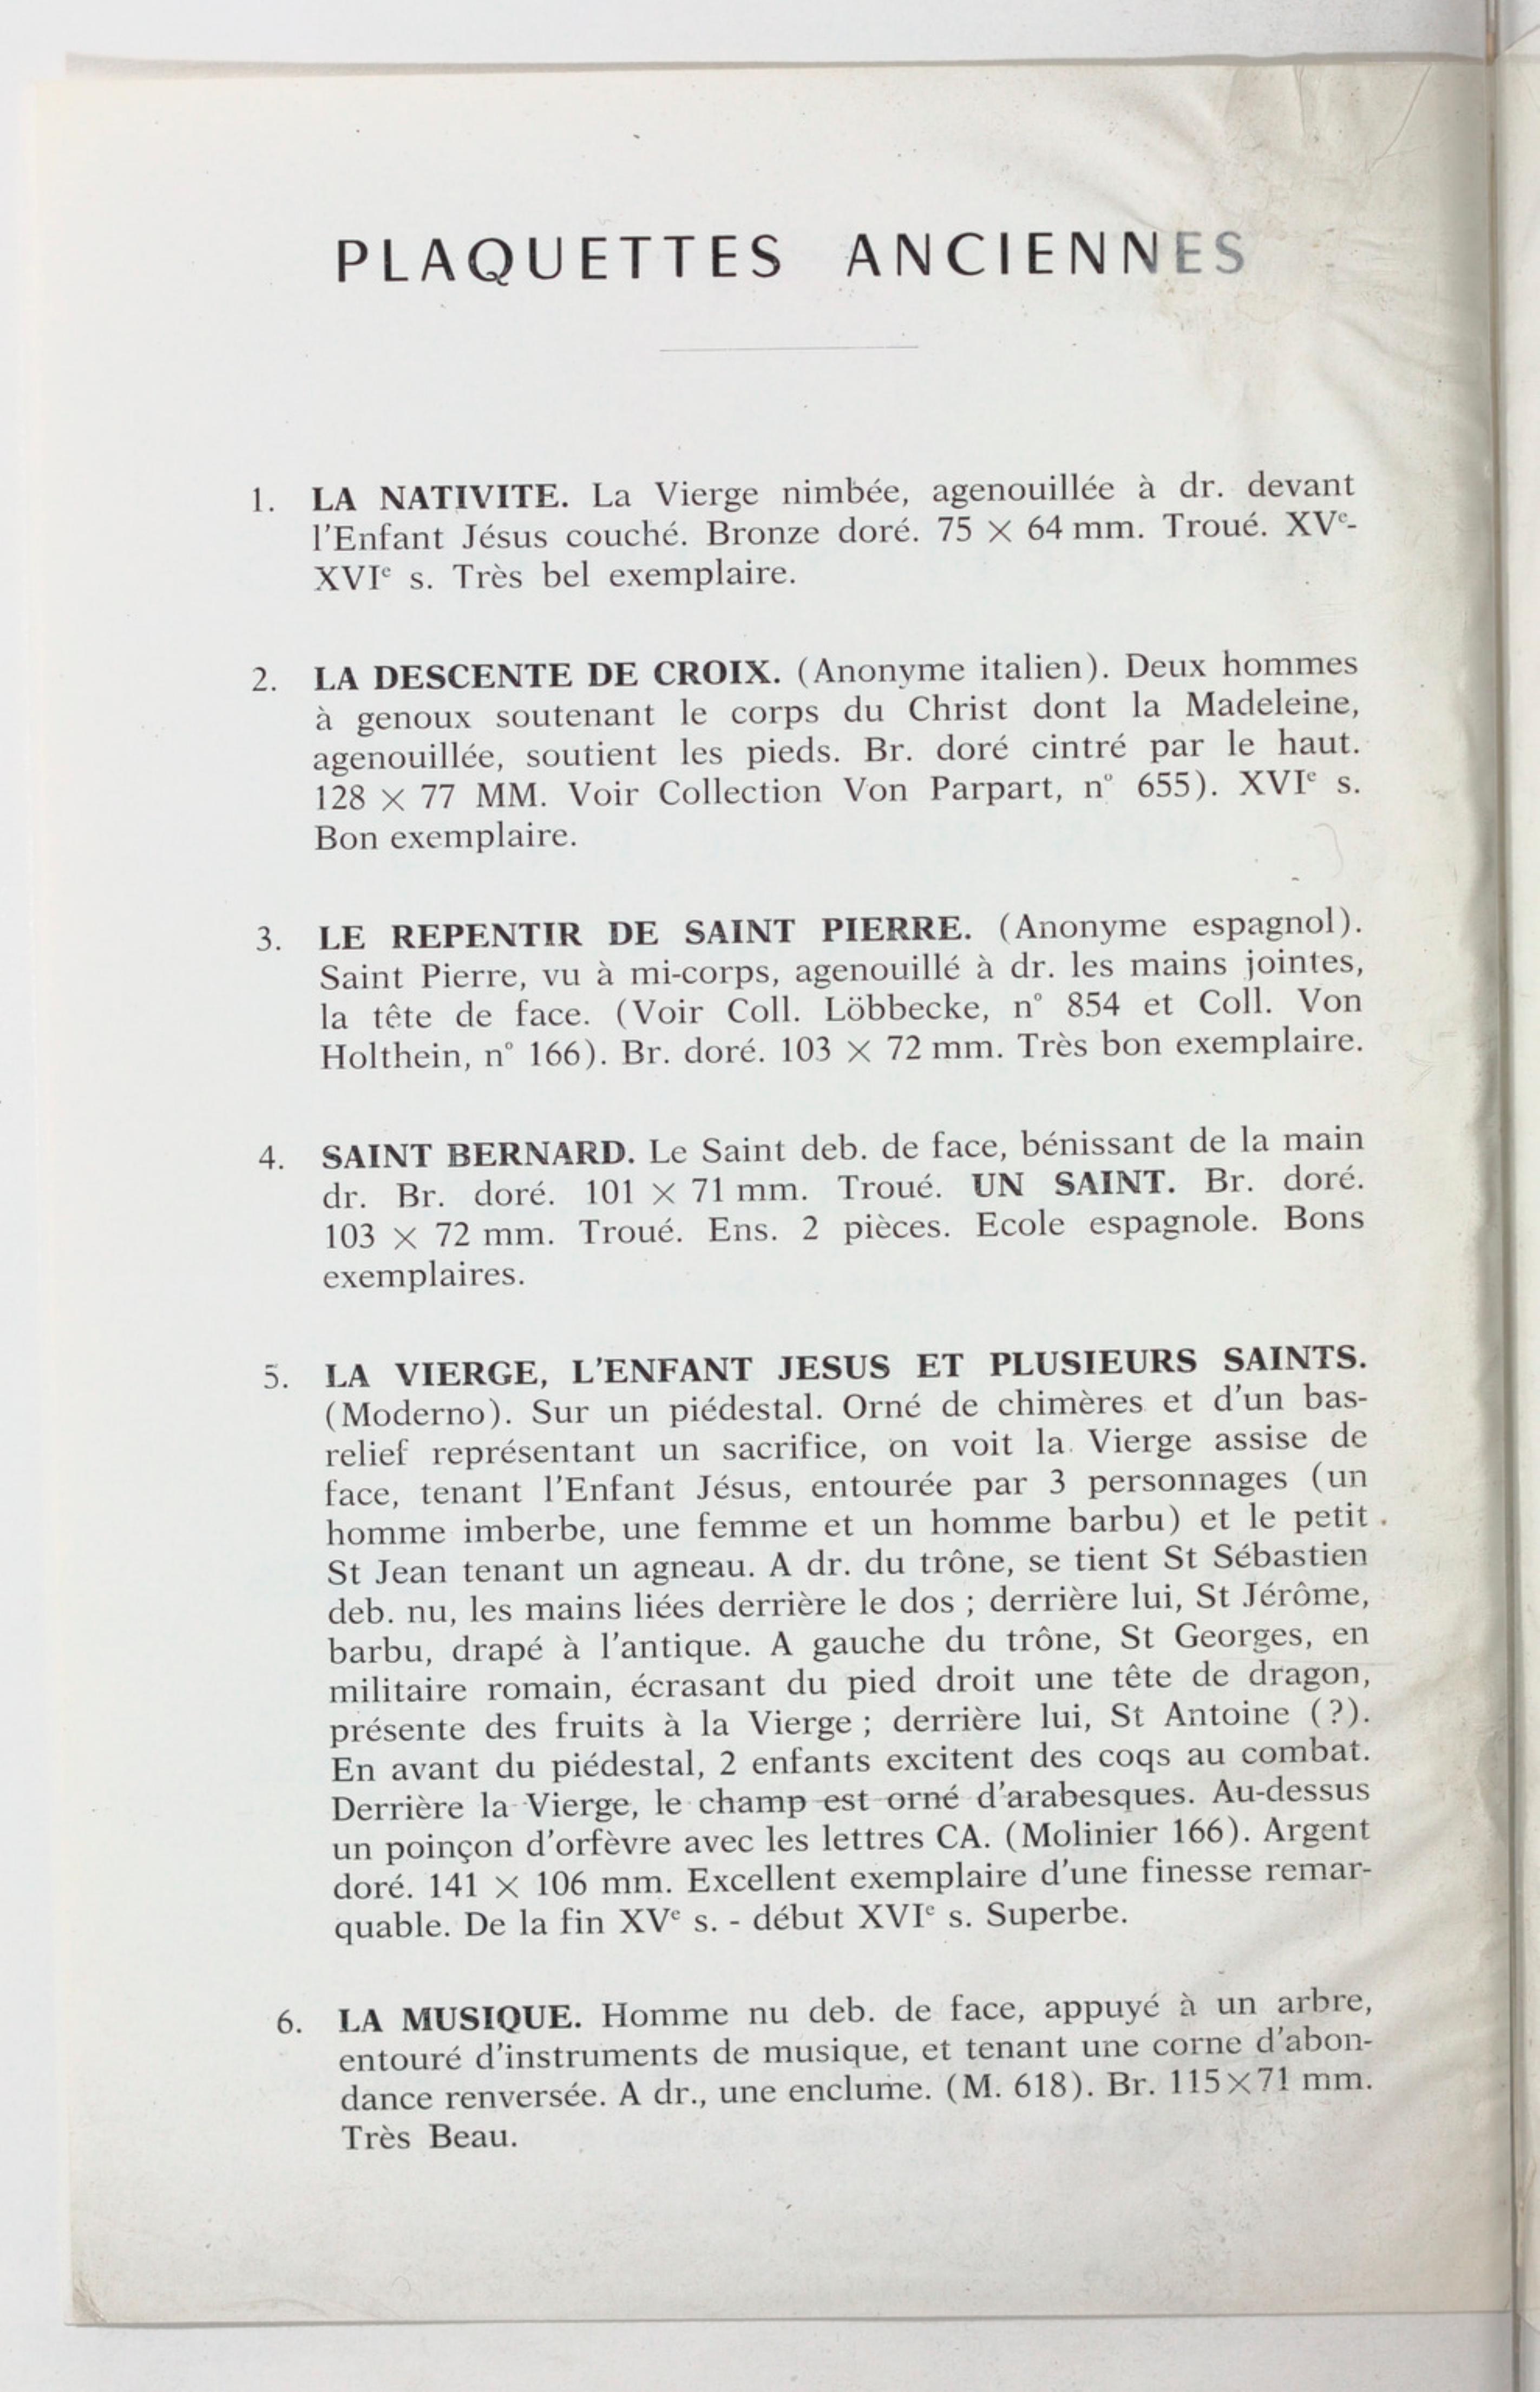 PLAQUETTES ANCIENNES
1. LA NATIVITE. La Vierge nimbée, agenouillée à dr. devant
l'Enfant Jésus couché. Bronze doré. 75 × 64 mm. Troué. XVe-
XVIe s. Très bel exemplaire.
2. LA DESCENTE DE CROIX. (Anonyme italien). Deux hommes
à genoux soutenant le corps du Christ dont la Madeleine,
agenouillée, soutient les pieds. Br. doré cintré par le haut.
128 × 77 MM. Voir Collection Von Parpart, n° 655). XVIe s.
Bon exemplaire.
3. LE REPENTIR DE SAINT PIERRE. (Anonyme espagnol).
Saint Pierre, vu à mi-corps, agenouillé à dr. les mains jointes,
la tête de face. (Voir Coll. Löbbecke, n° 854 et Coll. Von
Holthein, n° 166). Br. doré. 103 × 72 mm. Très bon exemplaire.
4. SAINT BERNARD. Le Saint deb. de face, bénissant de la main
dr. Br. doré. 101 × 71 mm. Troué. UN SAINT. Br. doré.
103 × 72 mm. Troué. Ens. 2 pièces. Ecole espagnole. Bons
exemplaires.
5. LA VIERGE, L'ENFANT JESUS ET PLUSIEURS SAINTS.
(Moderno). Sur un piédestal. Orné de chimères et d'un bas-
relief représentant un sacrifice, on voit la Vierge assise de
face, tenant l'Enfant Jésus, entourée par 3 personnages (un
homme imberbe, une femme et un homme barbu) et le petit
St Jean tenant un agneau. A dr. du trône, se tient St Sébastien
deb. nu, les mains liées derrière le dos ; derrière lui, St Jérôme,
barbu, drapé à l'antique. A gauche du trône, St Georges, en
militaire romain, écrasant du pied droit une tête de dragon,
présente des fruits à la Vierge ; derrière lui, St Antoine (?).
En avant du piédestal, 2 enfants excitent des coqs au combat.
Derrière la Vierge, le champ est orné d'arabesques. Au-dessus
un poinçon d'orfèvre avec les lettres CA. (Molinier 166). Argent
doré. 141 × 106 mm. Excellent exemplaire d'une finesse remar-
quable. De la fin XVe s. - début XVIe s. Superbe.
6. LA MUSIQUE. Homme nu deb. de face, appuyé à un arbre,
entouré d'instruments de musique, et tenant une corne d'abon-
dance renversée. A dr., une enclume. (M. 618). Br. 115×71 mm.
Très Beau.